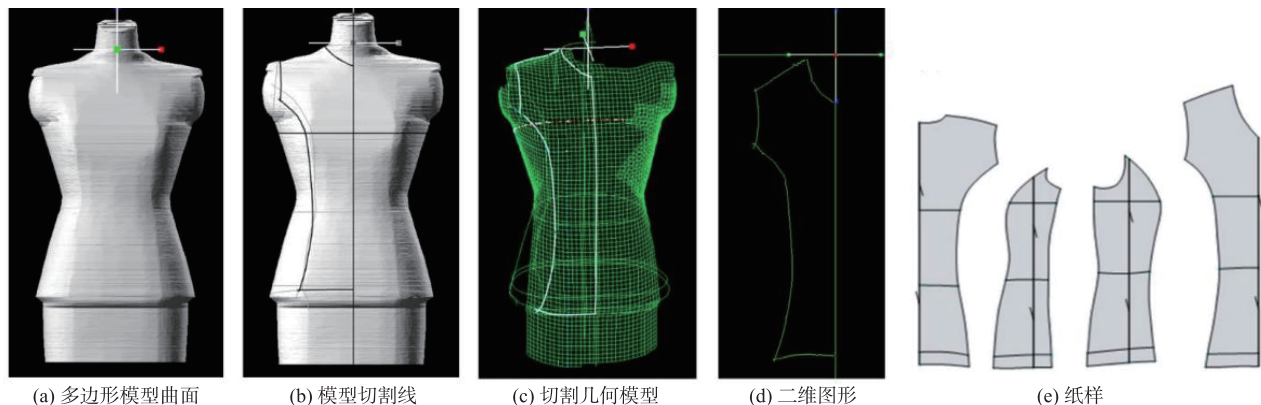 (a) 多边形模型曲面
(b) 模型切割线
(c) 切割几何模型
(d) 二维图形
(e) 纸样